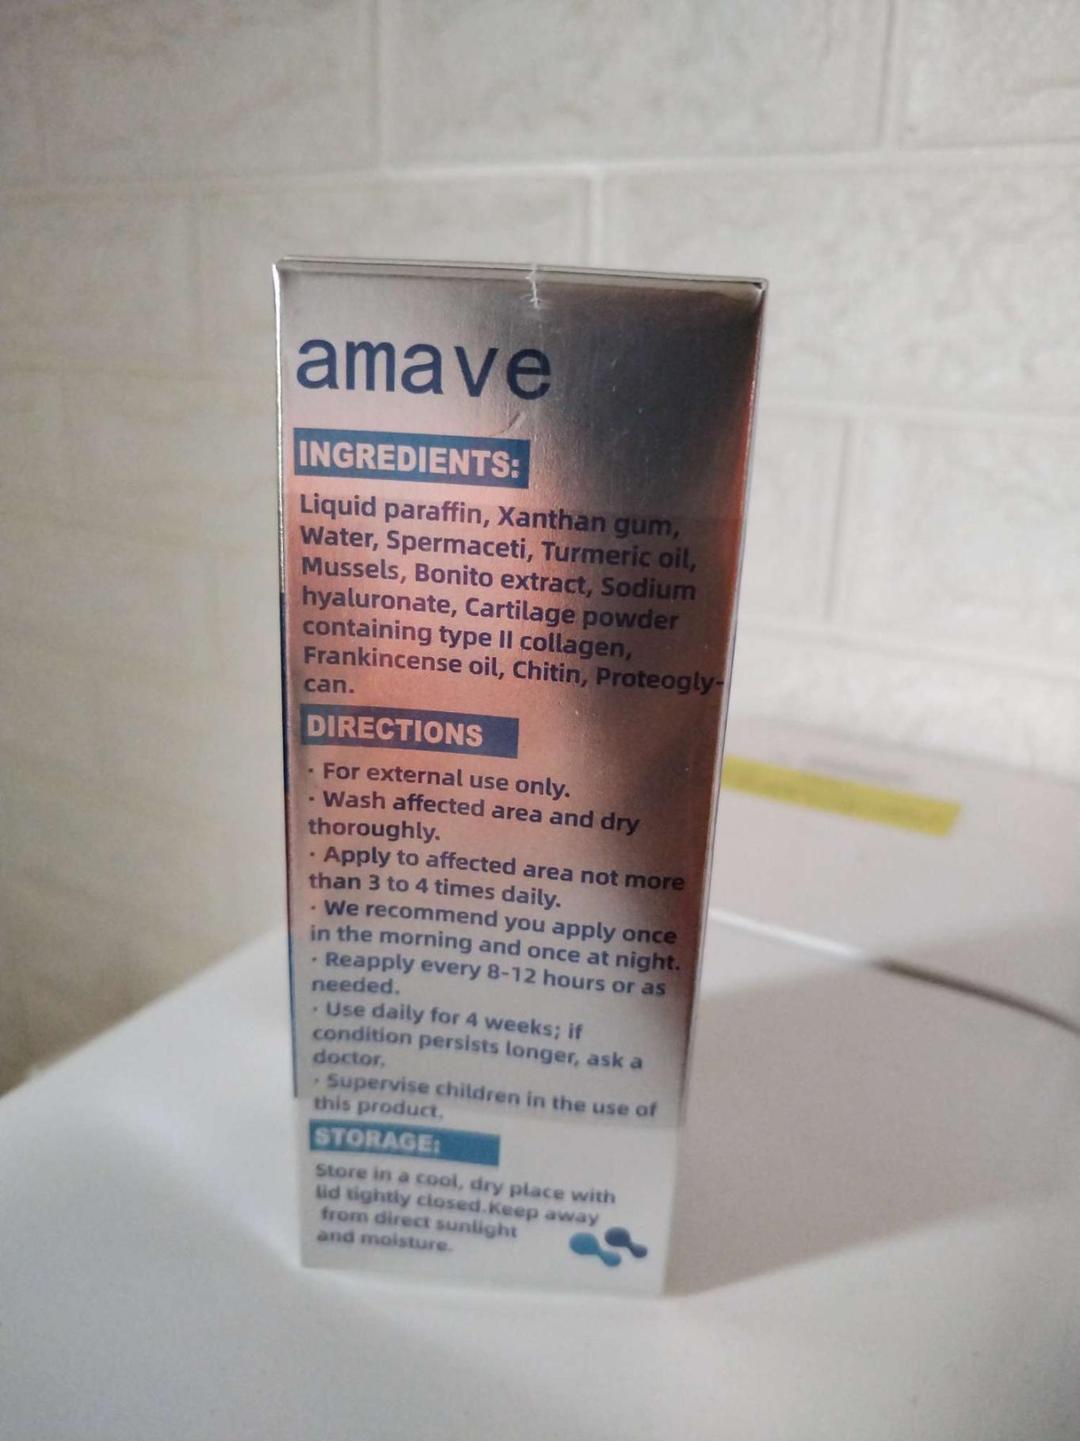 amave
INGREDIENTS:
Liquid paraffin, Xanthan gum,
Water, Spermaceti, Turmeric oil,
Mussels, Bonito extract, Sodium
hyaluronate, Cartilage powder
containing type II collagen,
Frankincense oil, Chitin, Proteogly-
can.
DIRECTIONS
· For external use only.
· Wash affected area and dry
thoroughly.
· Apply to affected area not more
than 3 to 4 times daily.
· We recommend you apply once
in the morning and once at night.
· Reapply every 8-12 hours or as
needed.
· Use daily for 4 weeks; if
condition persists longer, ask a
doctor.
· Supervise children in the use of
this product.
STORAGE:
Store in a cool, dry place with
lid tightly closed.Keep away
from direct sunlight
and moisture.